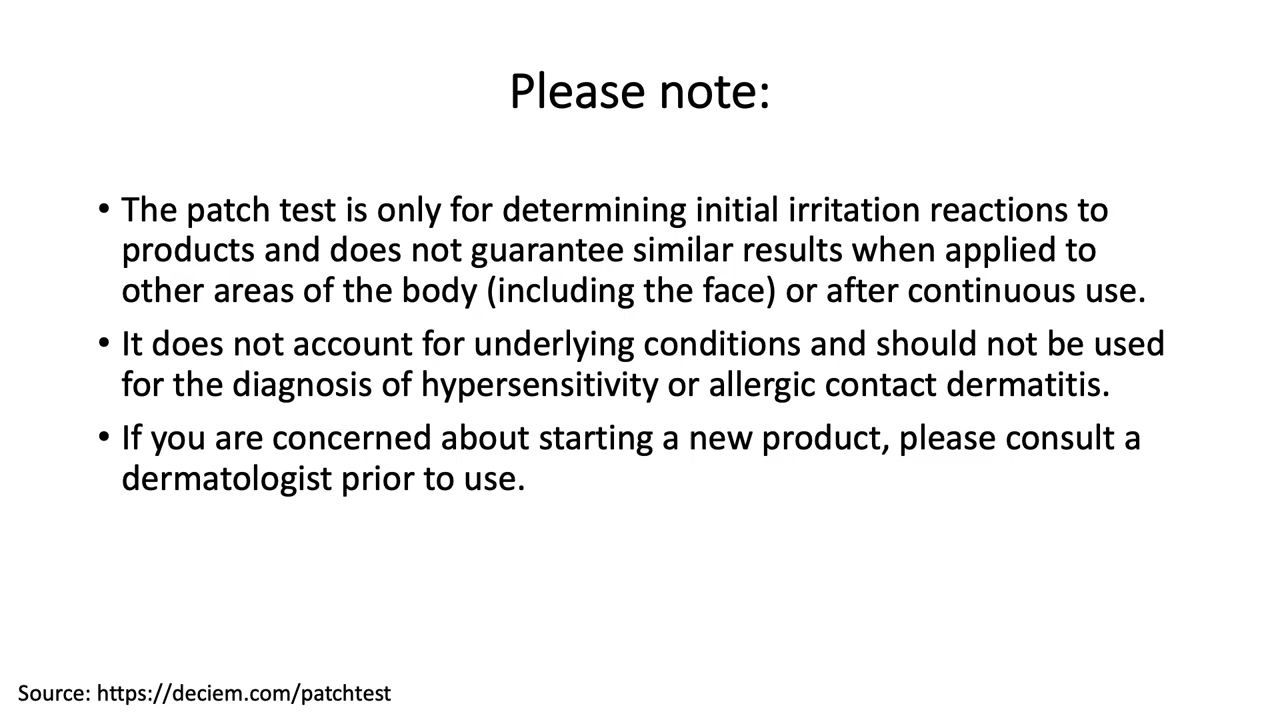 Please note:
• The patch test is only for determining initial irritation reactions to
products and does not guarantee similar results when applied to
other areas of the body (including the face) or after continuous use.
• It does not account for underlying conditions and should not be used
for the diagnosis of hypersensitivity or allergic contact dermatitis.
• If you are concerned about starting a new product, please consult a
dermatologist prior to use.
Source: https://deciem.com/patchtest